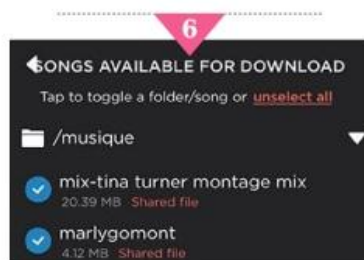 6
SONGS AVAILABLE FOR DOWNLOAD
Tap to toggle a folder/song or unselect all
/musique
mix-tina turner montage mix
20.39 MB Shared file
marlygomont
4.12 MB Shared file